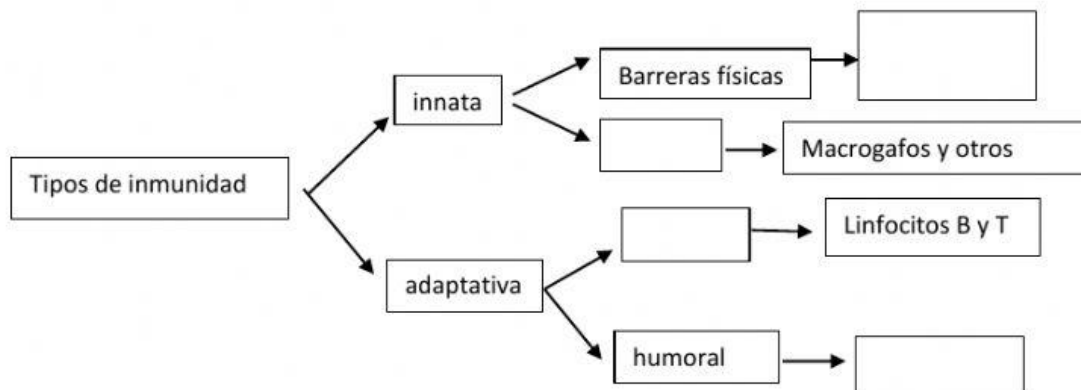 Barreras físicas
innata
Macrogafos y otros
Tipos de inmunidad
Linfocitos B y T
adaptativa
humoral